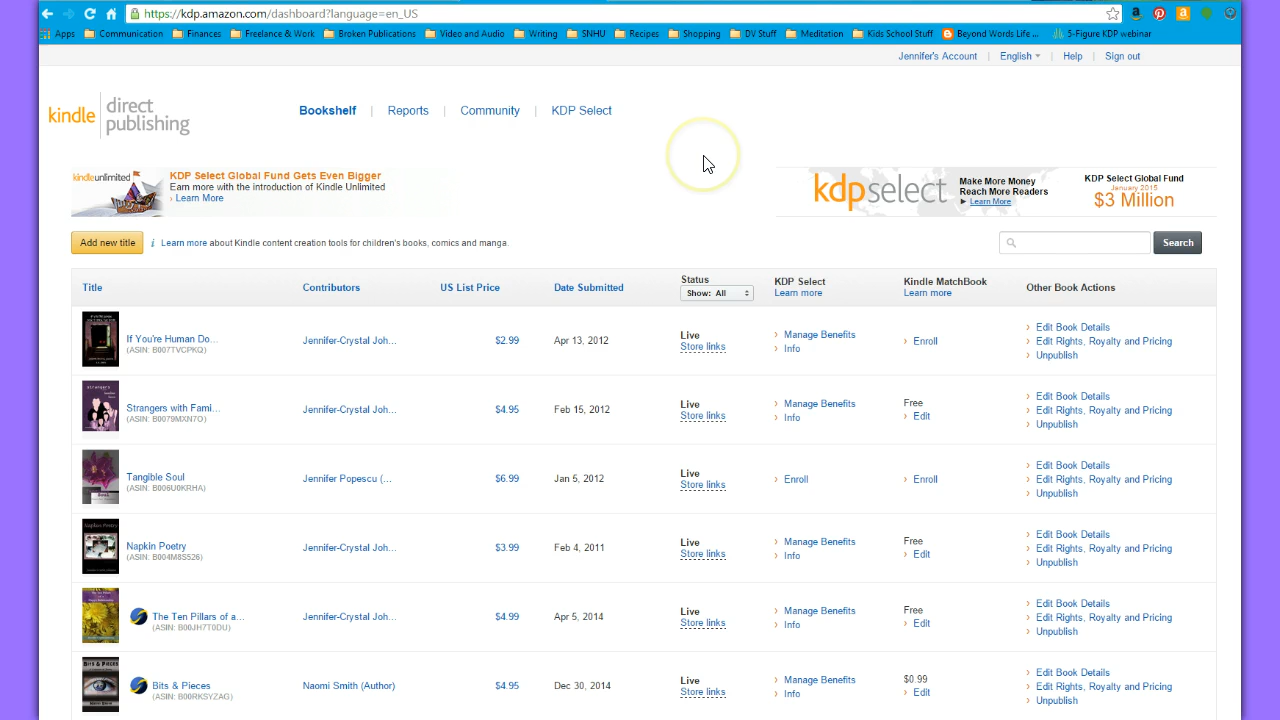 https://kdp.amazon.com/dashboard?language=en_US
Apps Communication Finances Freelance & Work Broken Publications Video and Audio Writing SNHU Recipes Shopping DV Stuff Meditation Kids School Stuff Beyond Words Life ... 5-Figure KDP webinar
Jennifer's Account | English | Help | Sign out
kindle direct publishing
Bookshelf | Reports | Community | KDP Select
kindleunlimited
KDP Select Global Fund Gets Even Bigger
Earn more with the introduction of Kindle Unlimited
› Learn More
kdpselect
Make More Money
Reach More Readers
▶ Learn More
KDP Select Global Fund
January 2015
$3 Million
Add new title
i Learn more about Kindle content creation tools for children's books, comics and manga.
Search
Title Contributors US List Price Date Submitted
Status
Show: All
KDP Select
Learn more
Kindle MatchBook
Learn more
Other Book Actions
If You're Human Do...
(ASIN: B007TVCPKQ)
Jennifer-Crystal Joh... $2.99 Apr 13, 2012
Live
Store links
› Manage Benefits
› Info
› Enroll
› Edit Book Details
› Edit Rights, Royalty and Pricing
› Unpublish
Strangers with Fami...
(ASIN: B0079MXN7O)
Jennifer-Crystal Joh... $4.95 Feb 15, 2012
Live
Store links
› Manage Benefits
› Info
Free
› Edit
› Edit Book Details
› Edit Rights, Royalty and Pricing
› Unpublish
Tangible Soul
(ASIN: B006U0KRHA)
Jennifer Popescu (... $6.99 Jan 5, 2012
Live
Store links
› Enroll
› Enroll
› Edit Book Details
› Edit Rights, Royalty and Pricing
› Unpublish
Napkin Poetry
(ASIN: B004M8S526)
Jennifer-Crystal Joh... $3.99 Feb 4, 2011
Live
Store links
› Manage Benefits
› Info
Free
› Edit
› Edit Book Details
› Edit Rights, Royalty and Pricing
› Unpublish
The Ten Pillars of a...
(ASIN: B00JH7T0DU)
Jennifer-Crystal Joh... $4.99 Apr 5, 2014
Live
Store links
› Manage Benefits
› Info
Free
› Edit
› Edit Book Details
› Edit Rights, Royalty and Pricing
› Unpublish
BITS & PIECES
Bits & Pieces
(ASIN: B00RKSYZAG)
Naomi Smith (Author) $4.95 Dec 30, 2014
Live
Store links
› Manage Benefits
› Info
$0.99
› Edit
› Edit Book Details
› Edit Rights, Royalty and Pricing
› Unpublish